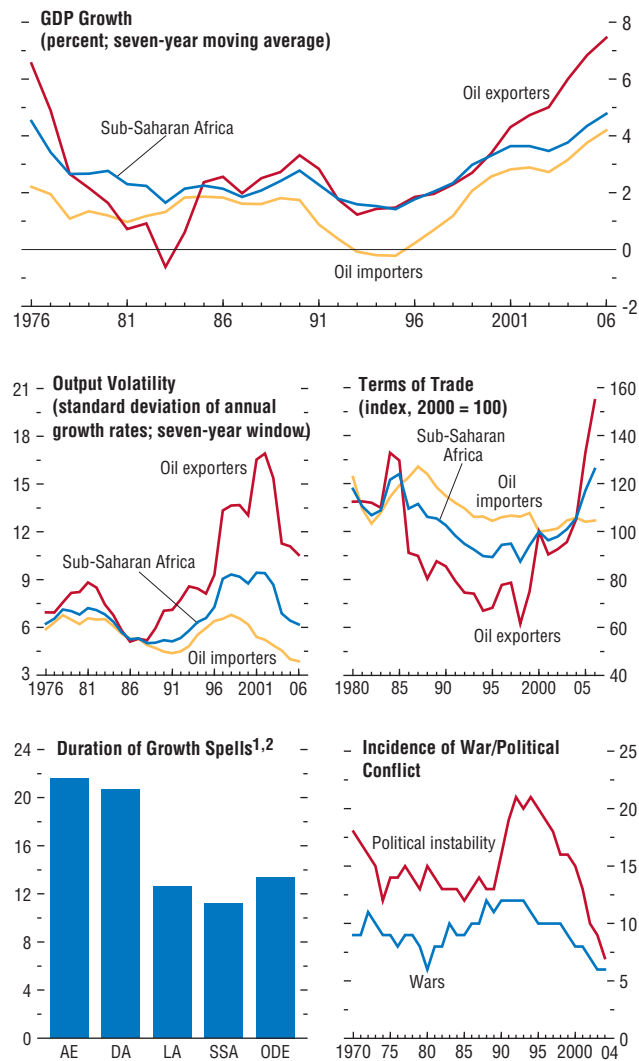 GDP Growth
(percent; seven-year moving average)
8
6
4
2
0
-2
Oil exporters
Sub-Saharan Africa
Oil importers
1976 81 86 91 96 2001 06
Output Volatility
(standard deviation of annual
growth rates; seven-year window)
21
18
15
12
9
6
3
Oil exporters
Sub-Saharan Africa
Oil importers
1976 81 86 91 96 2001 06
Terms of Trade
(index, 2000 = 100)
160
140
120
100
80
60
40
Sub-Saharan
Africa
Oil
importers
Oil exporters
1980 85 90 95 2000 05
Duration of Growth Spells1,2
24
20
16
12
8
4
0
AE DA LA SSA ODE
Incidence of War/Political
Conflict
25
20
15
10
5
0
Political instability
Wars
1970 75 80 85 90 95 2000 04